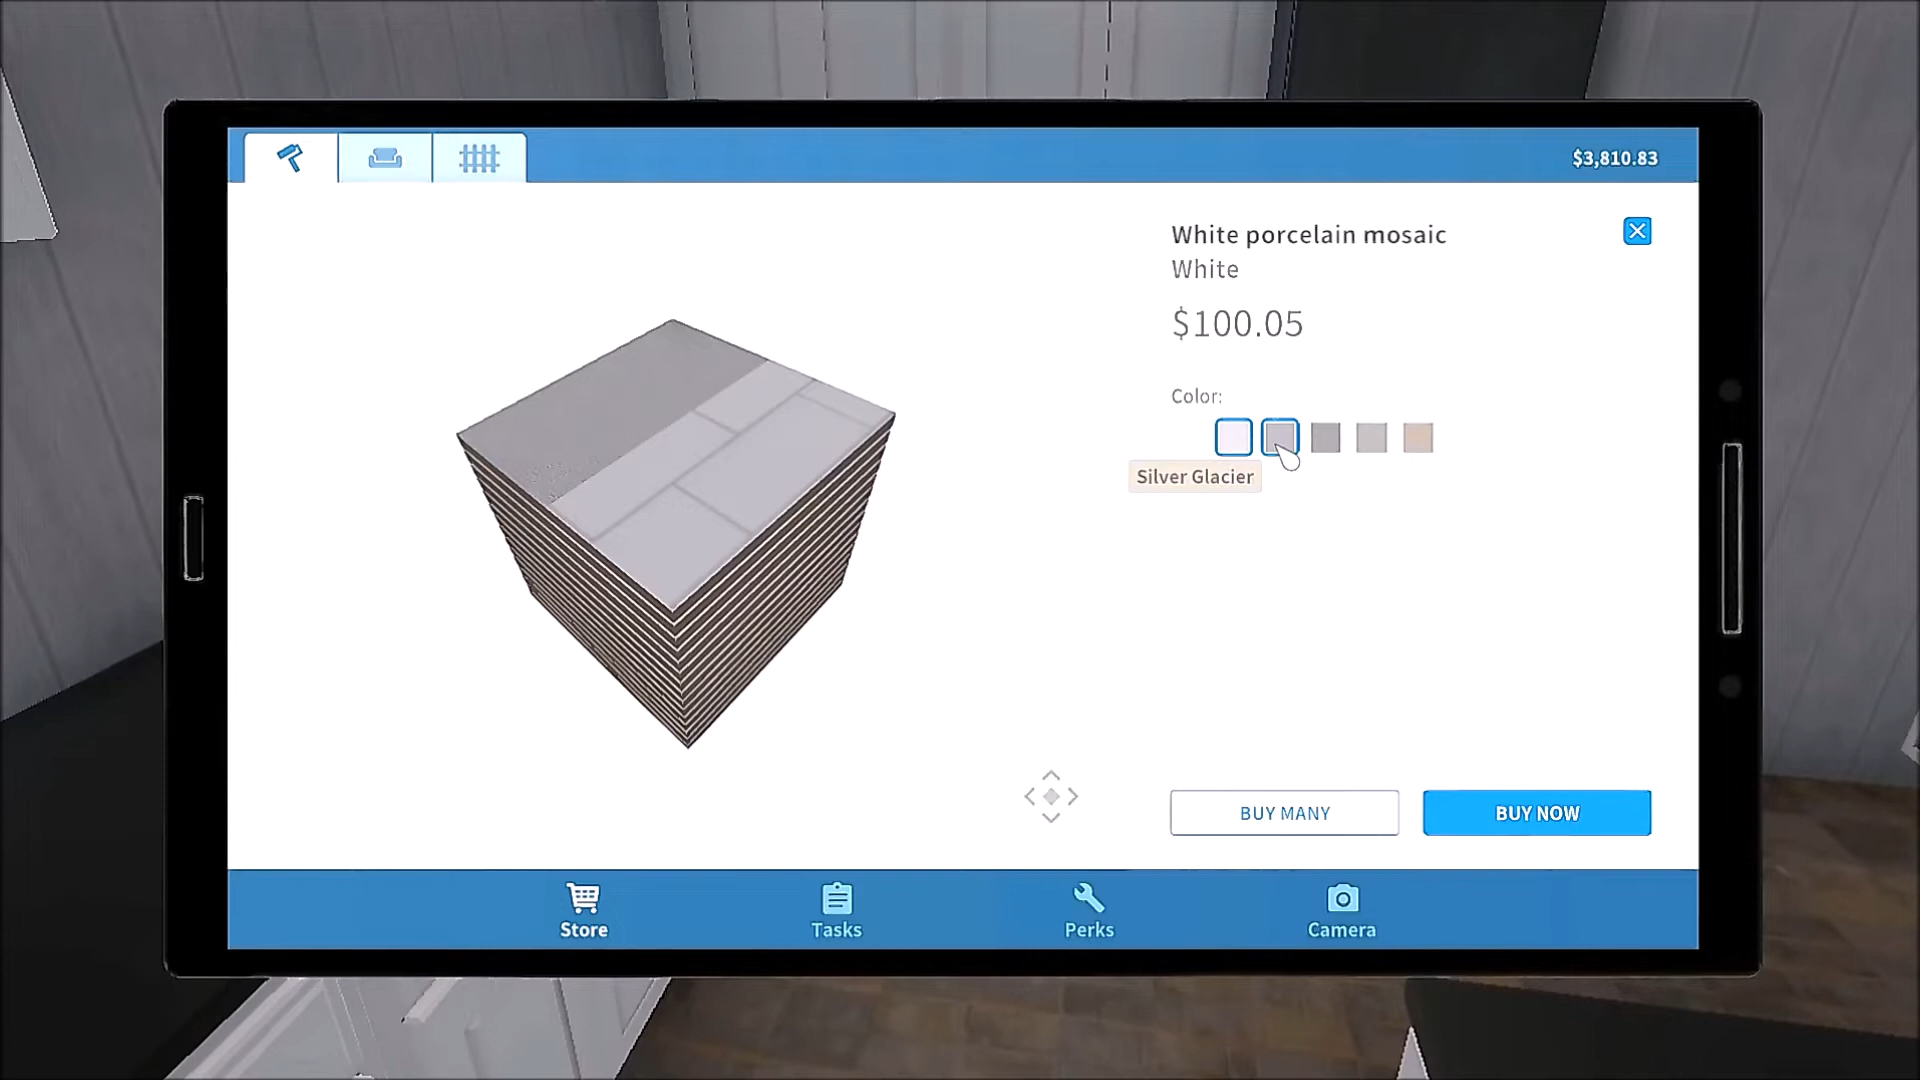 $3,810.83
White porcelain mosaic
White
$100.05
Color:
Silver Glacier
BUY MANY
BUY NOW
Store
Tasks
Perks
Camera